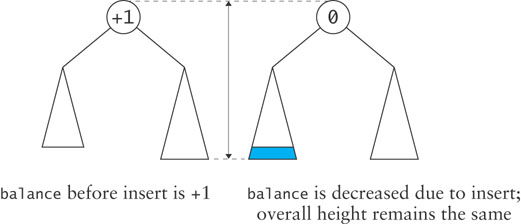 +1
0
balance before insert is +1
balance is decreased due to insert;
overall height remains the same